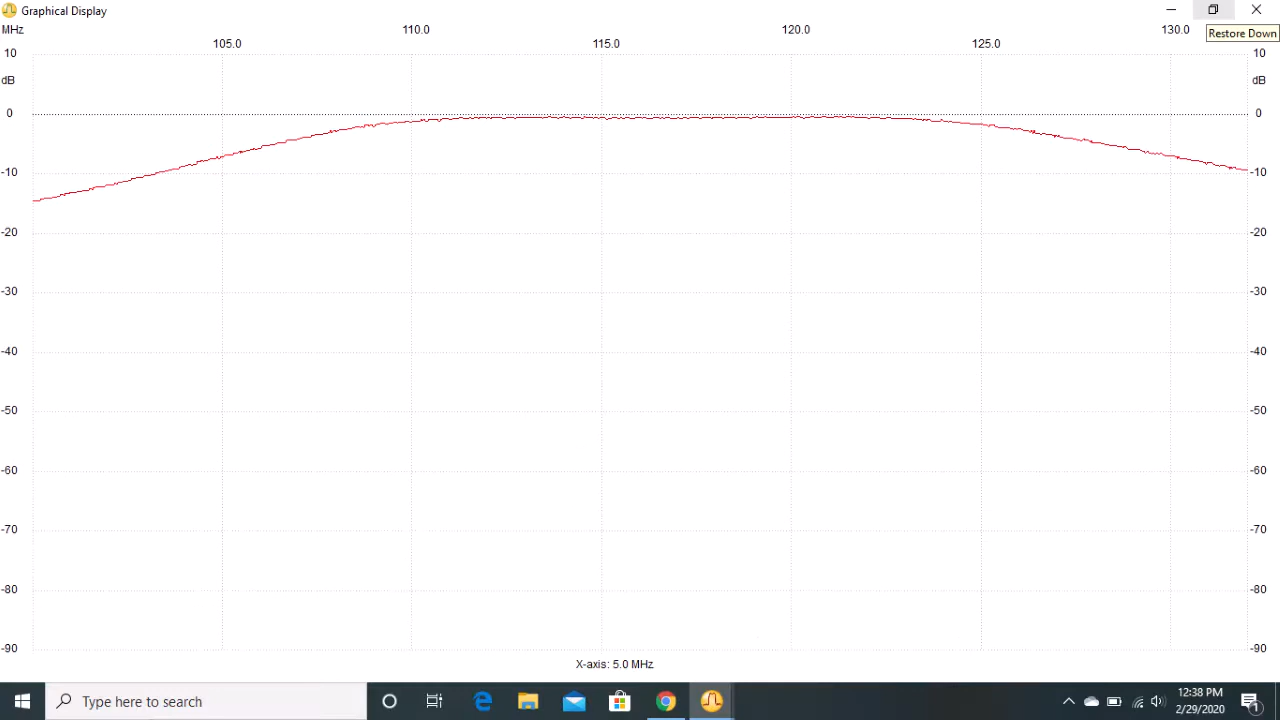 Graphical Display
MHz 110.0 120.0 130.0
Restore Down
105.0 115.0 125.0
10 10
dB dB
0 0
-10 -10
-20 -20
-30 -30
-40 -40
-50 -50
-60 -60
-70 -70
-80 -80
-90 -90
X-axis: 5.0 MHz
Type here to search
12:38 PM
2/29/2020
1